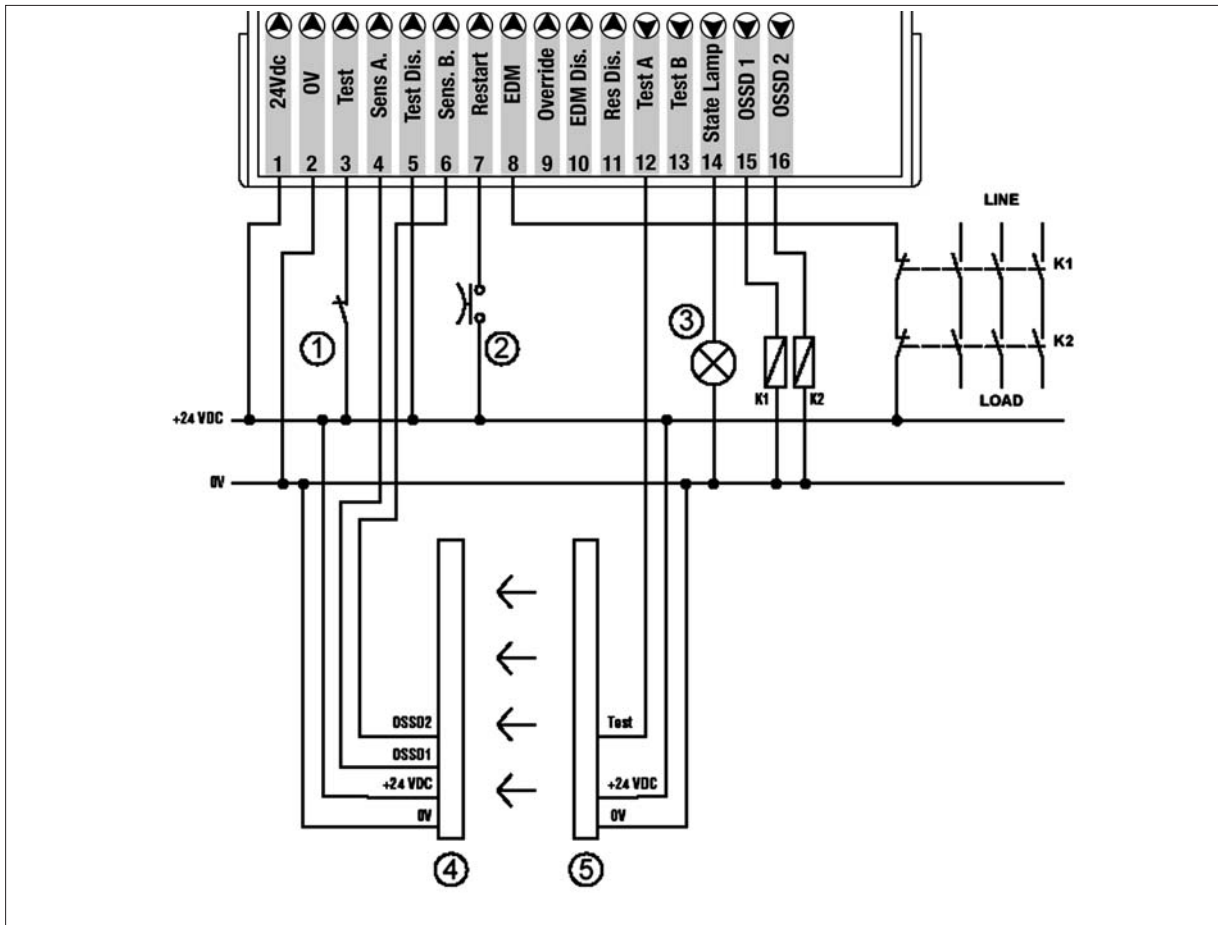 24Vdc
0V
Test
Sens A.
Test Dis.
Sens. B.
Restart
EDM
Override
EDM Dis.
Res Dis.
Test A
Test B
State Lamp
OSSD 1
OSSD 2
1 2 3 4 5 6 7 8 9 10 11 12 13 14 15 16
LINE
K1
K2
LOAD
1
2
3
K1
K2
+24 VDC
0V
OSSD2
OSSD1
+24 VDC
0V
Test
+24 VDC
0V
4
5